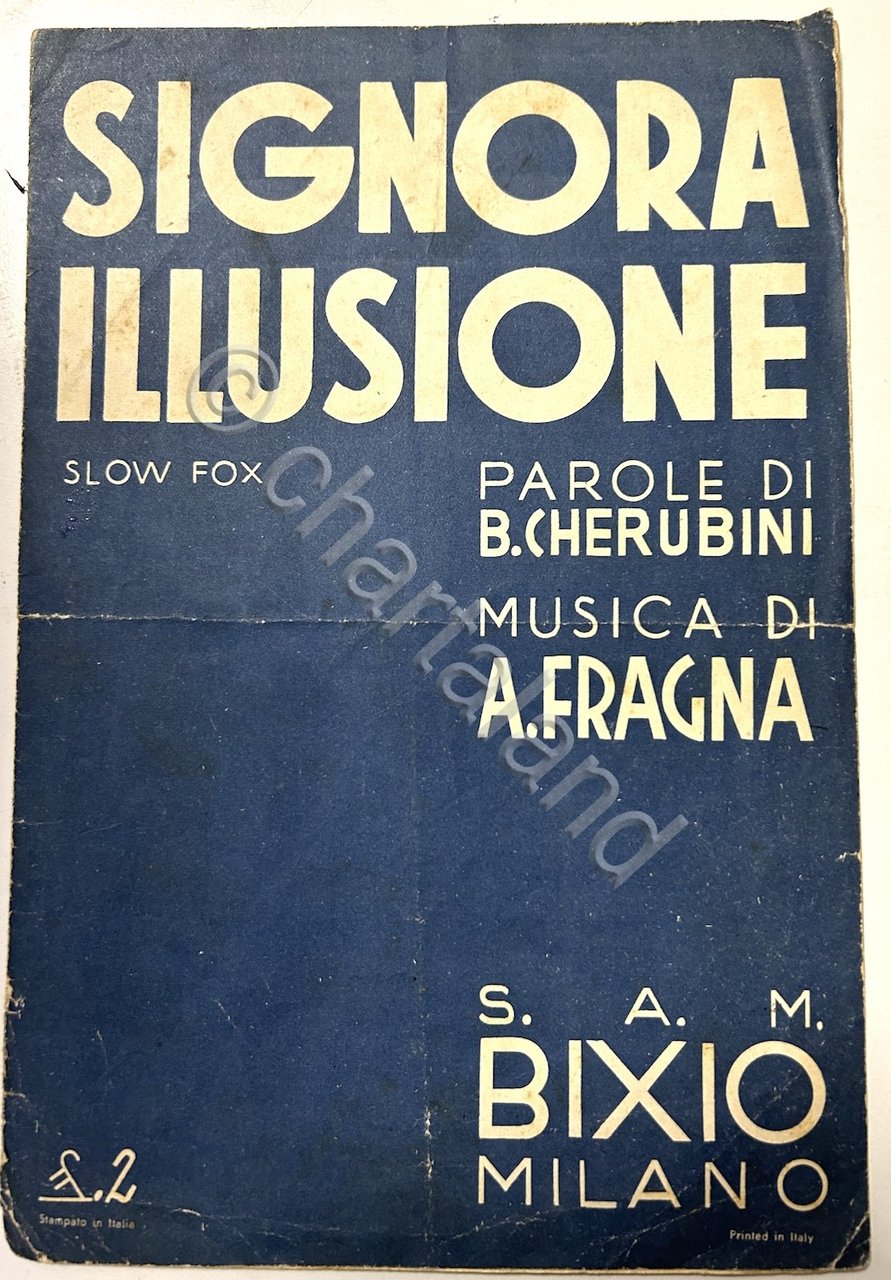 SIGNORA
ILLUSIONE
SLOW FOX
PAROLE DI
B. CHERUBINI
MUSICA DI
A. FRAGNA
© chartaland
S. A. M.
BIXIO
MILANO
£. 2
Stampato in Italia
Printed in Italy